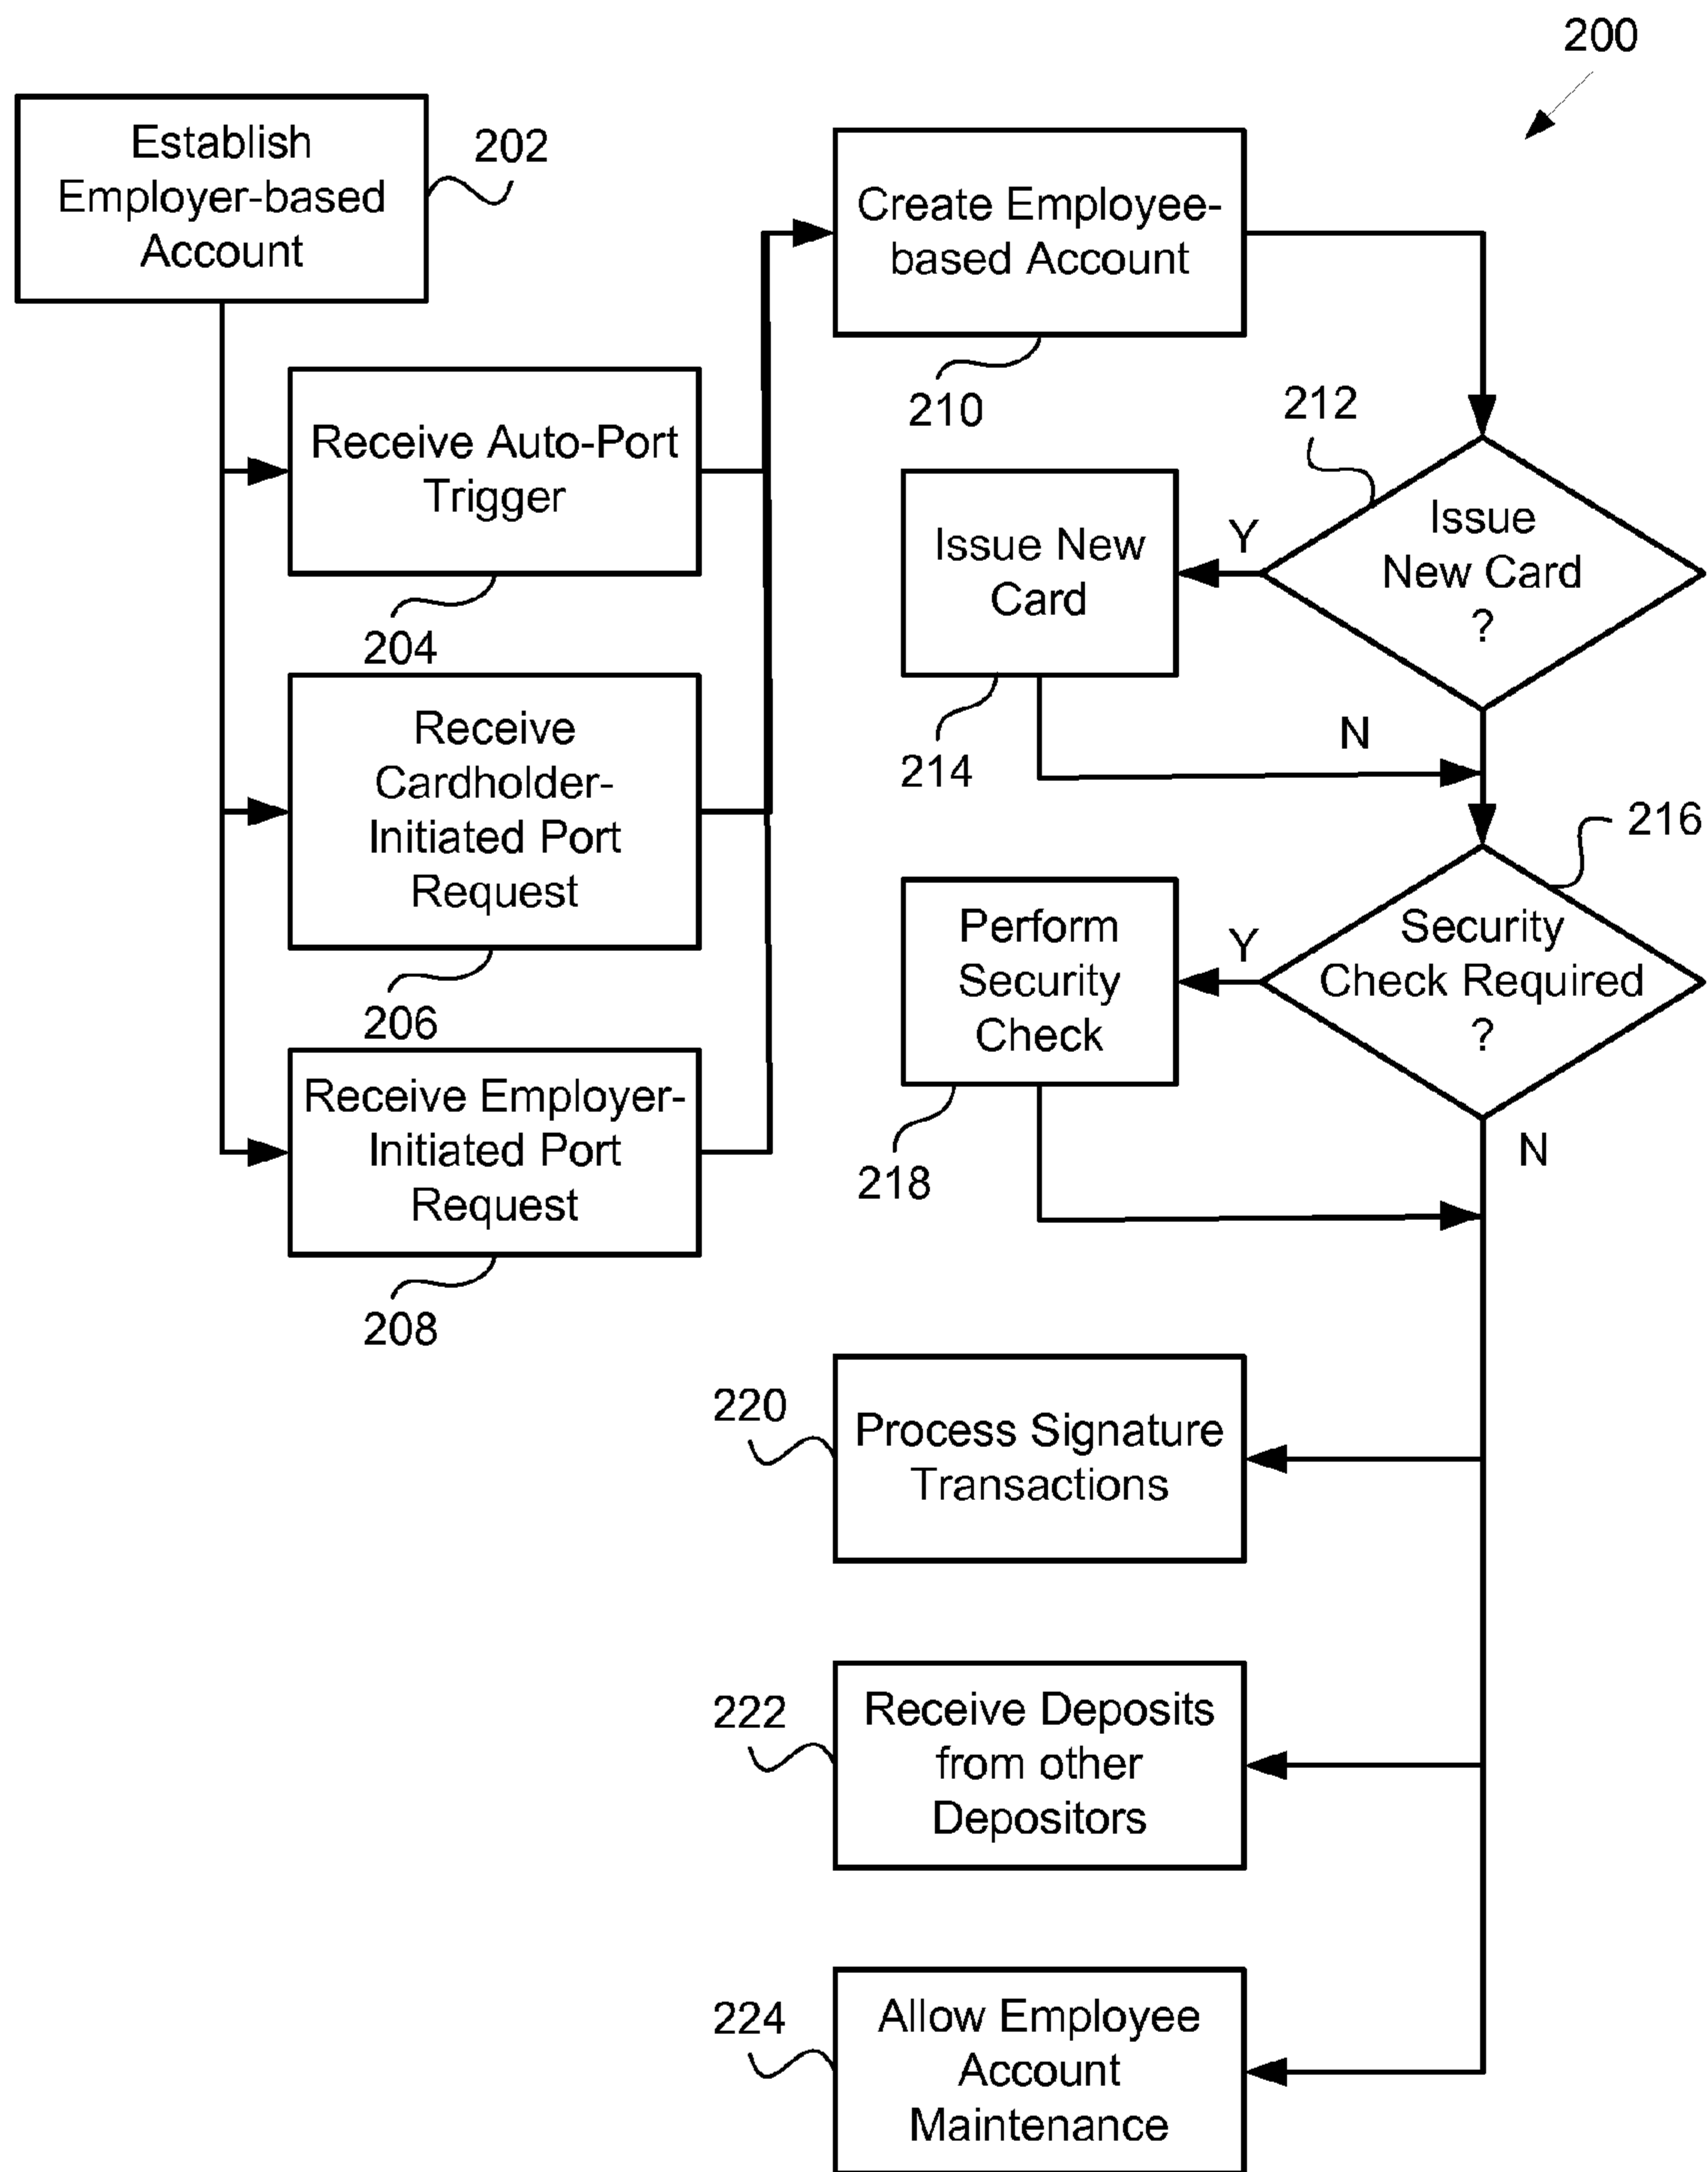 200
Establish
Employer-based
Account
202
Receive Auto-Port
Trigger
204
Receive
Cardholder-
Initiated Port
Request
206
Receive Employer-
Initiated Port
Request
208
Create Employee-
based Account
210
212
Issue
New Card
?
Y
N
Issue New
Card
214
216
Security
Check Required
?
Y
N
Perform
Security
Check
218
220
Process Signature
Transactions
222
Receive Deposits
from other
Depositors
224
Allow Employee
Account
Maintenance